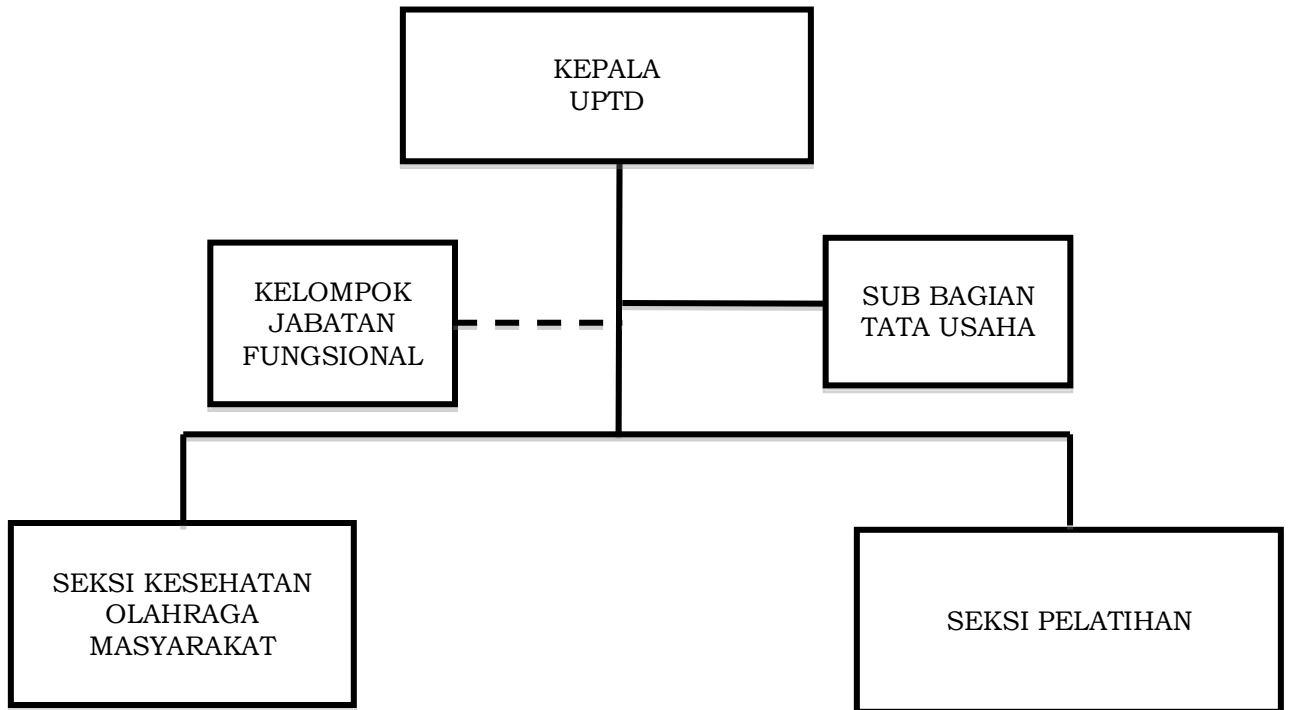 KEPALA
UPTD
KELOMPOK
JABATAN
FUNGSIONAL
SUB BAGIAN
TATA USAHA
SEKSI KESEHATAN
OLAHRAGA
MASYARAKAT
SEKSI PELATIHAN